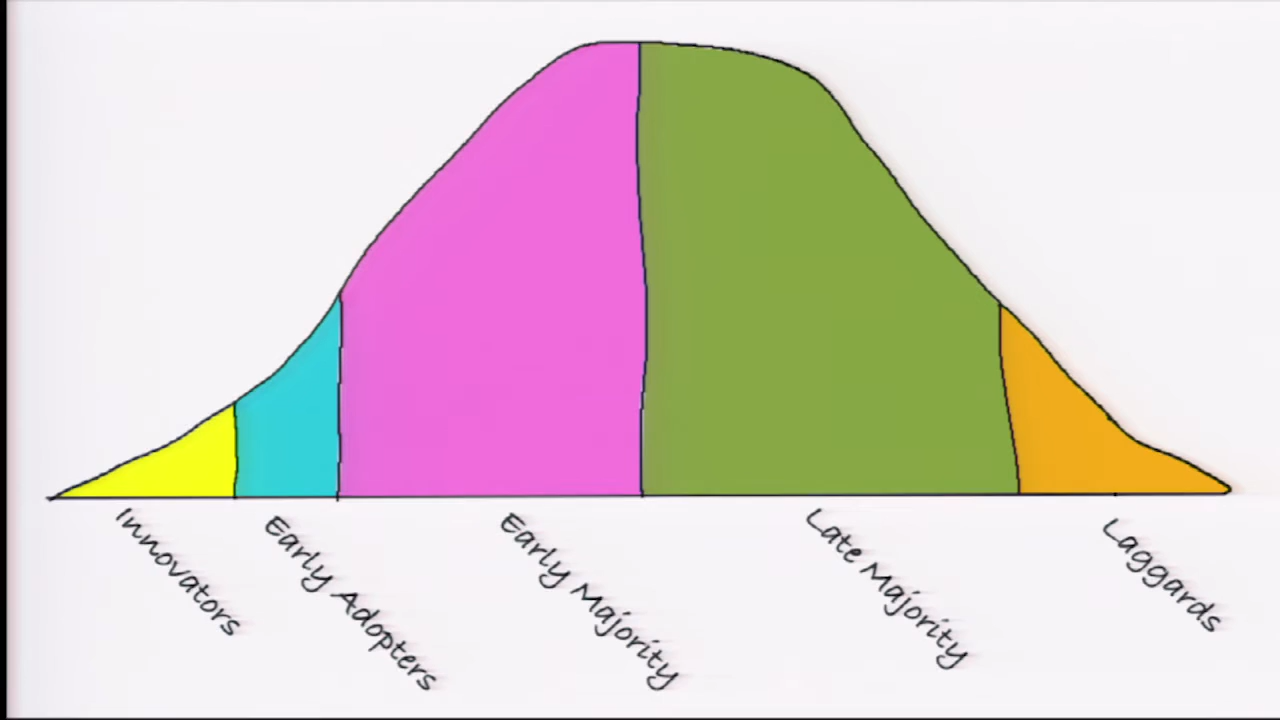 Innovators
Early Adopters
Early Majority
Late Majority
Laggards